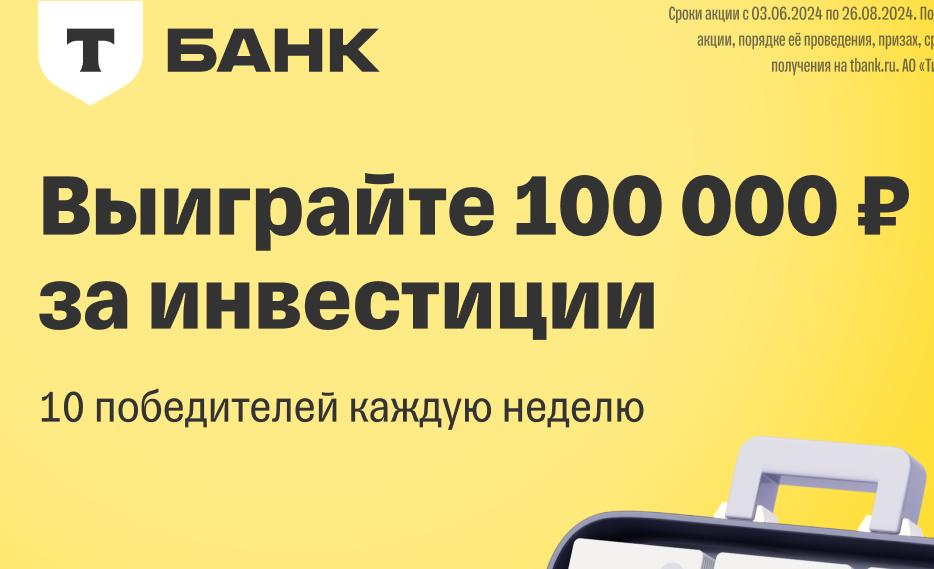 Т БАНК
Сроки акции с 03.06.2024 по 26.08.2024.
акции, порядке её проведения, призах,
получения на tbank.ru. АО
Выиграйте 100 000 ₽
за инвестиции
10 победителей каждую неделю